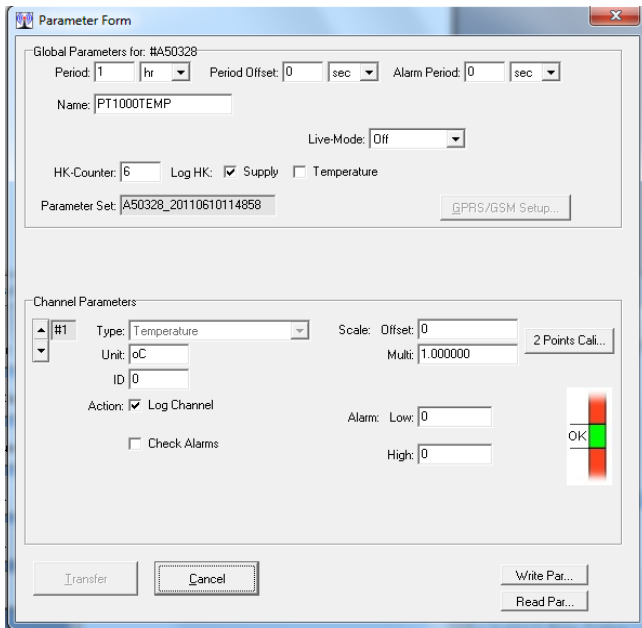 Parameter Form
Global Parameters for: #A50328
Period: 1 hr Period Offset: 0 sec Alarm Period: 0 sec
Name: PT1000TEMP
Live-Mode: Off
HK-Counter: 6 Log HK: Supply Temperature
Parameter Set: A50328_20110610114858 GPRS/GSM Setup...
Channel Parameters
#1 Type: Temperature Scale: Offset: 0 2 Points Cali...
Unit: oC Multi: 1.000000
ID 0
Action: Log Channel
Alarm: Low: 0
OK
Check Alarms
High: 0
Transfer Cancel Write Par...
Read Par...